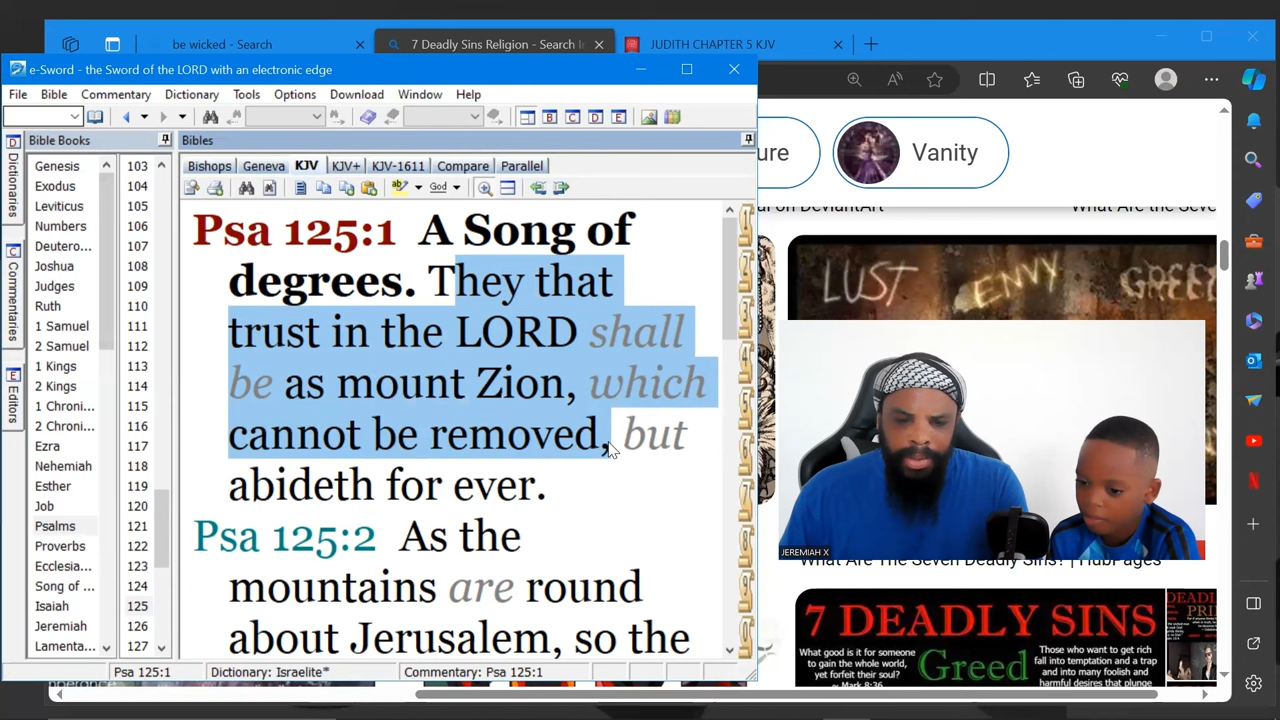 be wicked - Search
7 Deadly Sins Religion - Search I
JUDITH CHAPTER 5 KJV
e-Sword - the Sword of the LORD with an electronic edge
File Bible Commentary Dictionary Tools Options Download Window Help
Bible Books
Bibles
Dictionaries
Commentaries
Editors
Genesis 103
Exodus 104
Leviticus 105
Numbers 106
Deutero... 107
Joshua 108
Judges 109
Ruth 110
1 Samuel 111
2 Samuel 112
1 Kings 113
2 Kings 114
1 Chroni... 115
2 Chroni... 116
Ezra 117
Nehemiah 118
Esther 119
Job 120
Psalms 121
Proverbs 122
Ecclesia... 123
Song of ... 124
Isaiah 125
Jeremiah 126
Lamenta... 127
Bishops Geneva KJV KJV+ KJV-1611 Compare Parallel
Psa 125:1 A Song of
degrees. They that
trust in the LORD shall
be as mount Zion, which
cannot be removed, but
abideth for ever.
Psa 125:2 As the
mountains are round
about Jerusalem, so the
Psa 125:1 Dictionary: Israelite* Commentary: Psa 125:1
ure
Vanity
al on DeviantArt
What Are the Seve
LUST ENVY GREE
JEREMIAH X
What Are The Seven Deadly Sins? | HubPages
7 DEADLY SINS
What good is it for someone
to gain the whole world,
yet forfeit their soul?
~ Mark 8:36
Greed
Those who want to get rich
fall into temptation and a trap
and into many foolish and
harmful desires that plunge